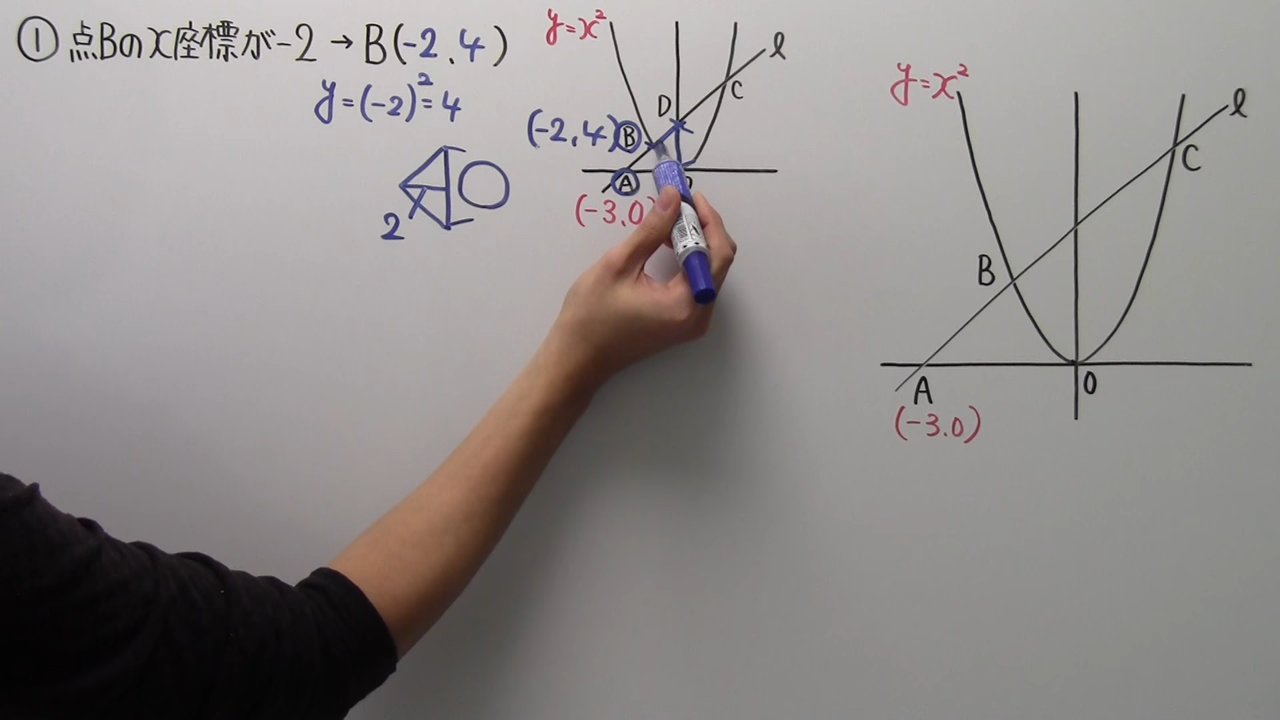 ① 点Bのx座標が-2 → B(-2,4)
y=(-2)²=4
2
y=x²
l
C
D
(-2,4) B
A
(-3,0)
y=x²
l
C
B
A
O
(-3,0)